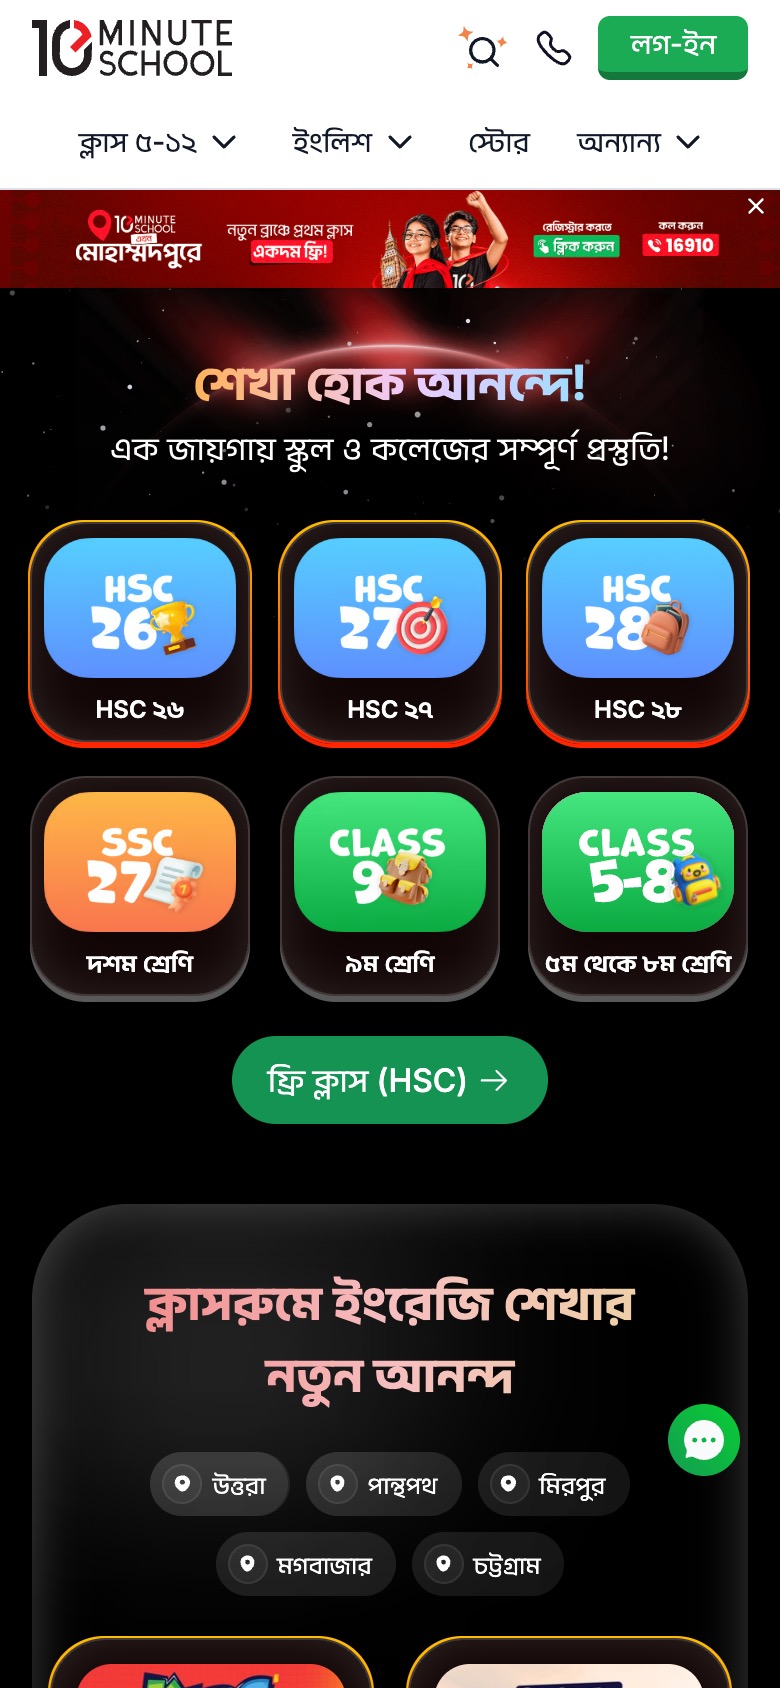 10 MINUTE SCHOOL
লগ-ইন
ক্লাস ৫-১২
ইংলিশ
স্টোর
অন্যান্য
10 MINUTE SCHOOL
এখন
মোহাম্মদপুরে
নতুন ব্রাঞ্চে প্রথম ক্লাস
একদম ফ্রি!
রেজিস্টার করতে
ক্লিক করুন
কল করুন
16910
শেখা হোক আনন্দে!
এক জায়গায় স্কুল ও কলেজের সম্পূর্ণ প্রস্তুতি!
HSC
26
HSC ২৬
HSC
27
HSC ২৭
HSC
28
HSC ২৮
SSC
27
দশম শ্রেণি
CLASS
9
৯ম শ্রেণি
CLASS
5-8
৫ম থেকে ৮ম শ্রেণি
ফ্রি ক্লাস (HSC)
ক্লাসরুমে ইংরেজি শেখার
নতুন আনন্দ
উত্তরা
পান্থপথ
মিরপুর
মগবাজার
চট্টগ্রাম